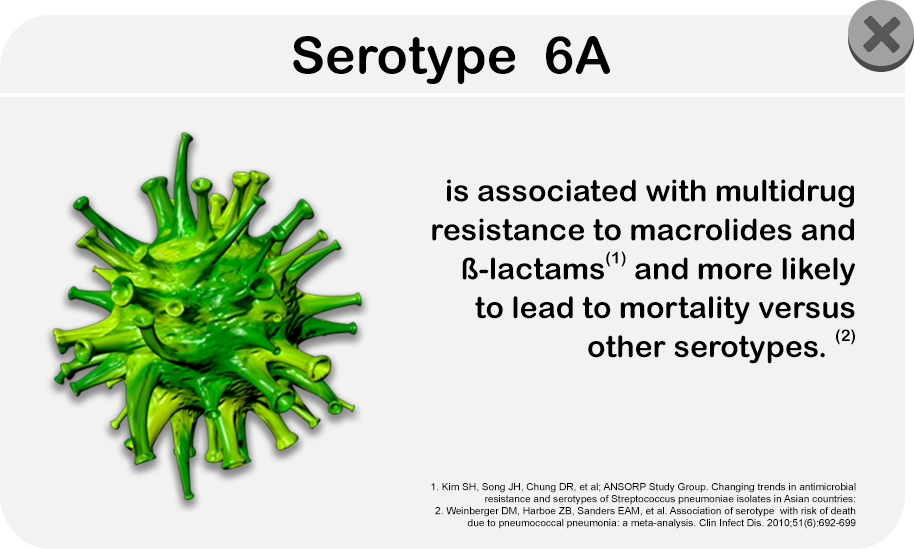 Serotype 6A
is associated with multidrug
resistance to macrolides and
ß-lactams(1) and more likely
to lead to mortality versus
other serotypes. (2)
1. Kim SH, Song JH, Chung DR, et al; ANSORP Study Group. Changing trends in antimicrobial
resistance and serotypes of Streptococcus pneumoniae isolates in Asian countries:
2. Weinberger DM, Harboe ZB, Sanders EAM, et al. Association of serotype with risk of death
due to pneumococcal pneumonia: a meta-analysis. Clin Infect Dis. 2010;51(6):692-699